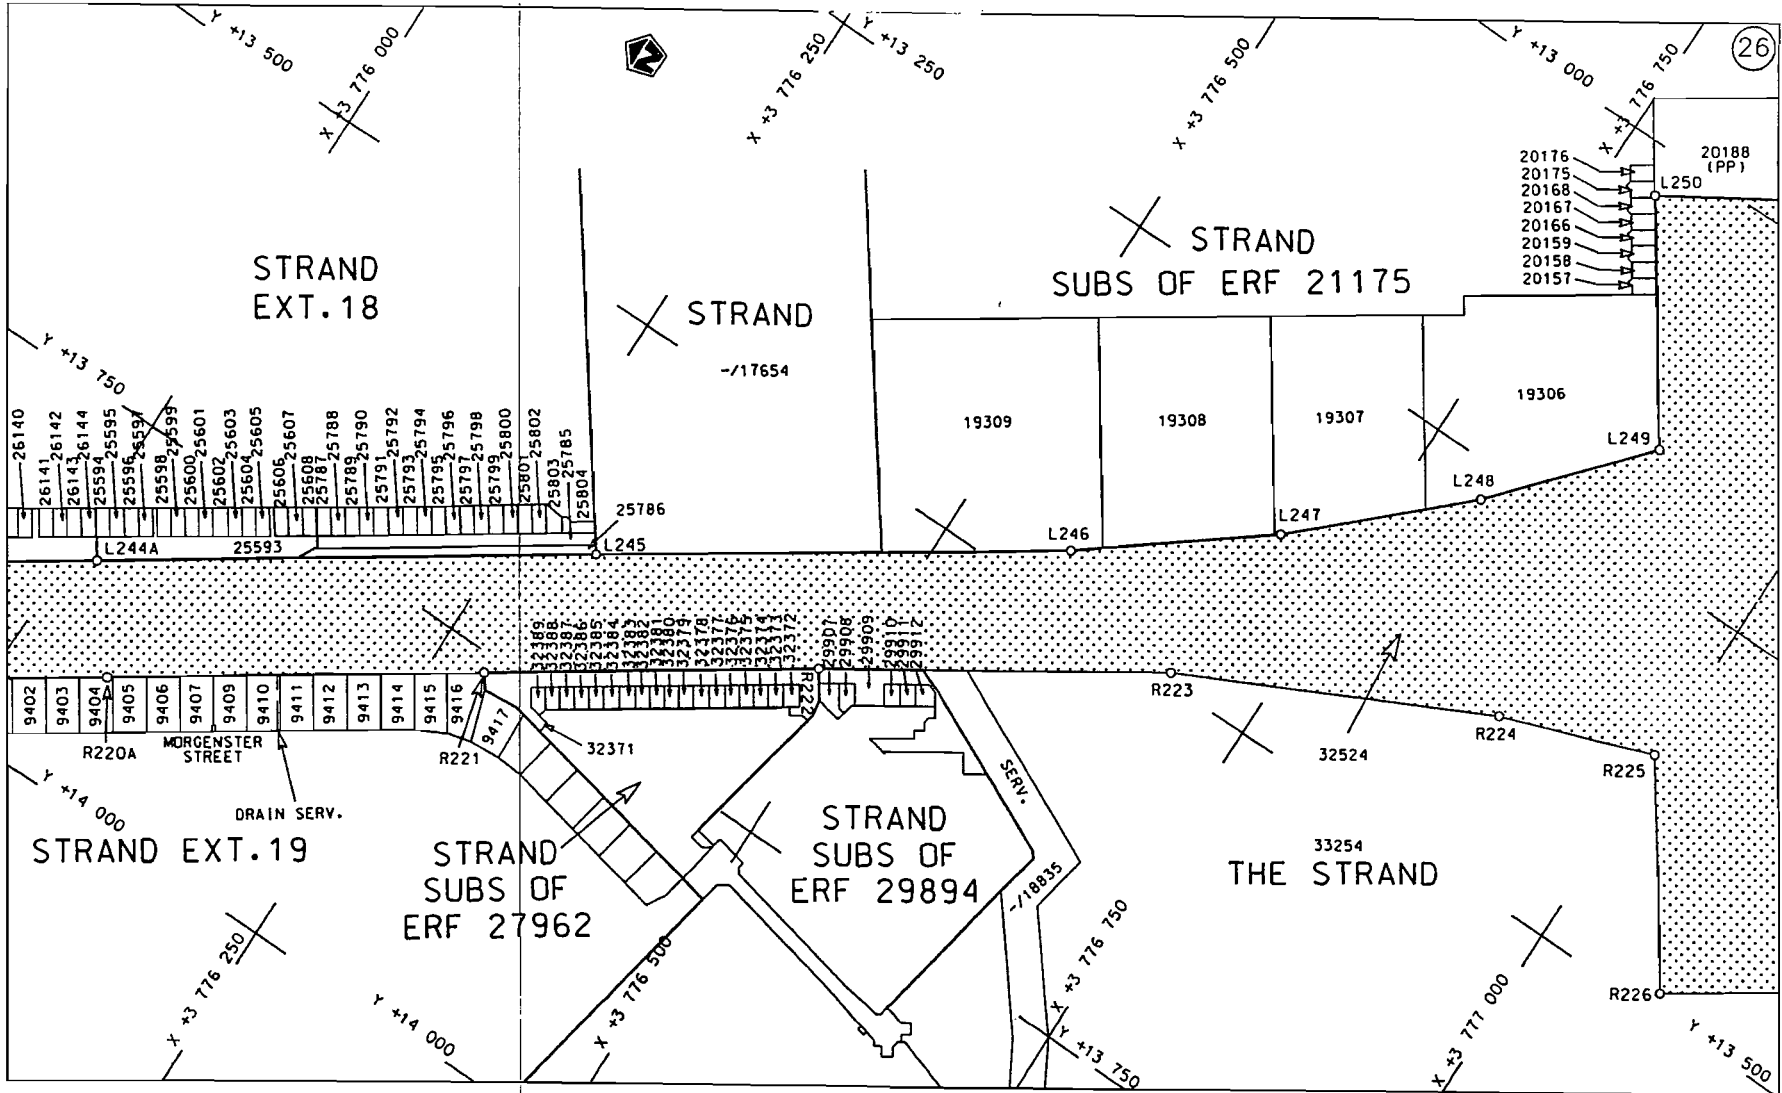 Y +13 500
X +3 776 000
N
X +3 776 250
Y +13 250
X +3 776 500
Y +13 000
X +3 776 750
26
20188
(PP)
20176
20175
20168
20167
20166
20159
20158
20157
L250
STRAND
EXT.18
STRAND
-/17654
STRAND
SUBS OF ERF 21175
Y +13 750
19309
19308
19307
19306
L249
L248
L247
L246
L245
L244A
25593
25786
26140
26141
26142
26143
26144
25594
25595
25596
25597
25598
25599
25600
25601
25602
25603
25604
25605
25606
25607
25608
25787
25788
25789
25790
25791
25792
25793
25794
25795
25796
25797
25798
25799
25800
25801
25802
25803
25785
25804
32389
32388
32387
32386
32385
32384
32383
32382
32381
32380
32379
32378
32377
32376
32375
32374
32373
32372
29907
29908
29909
29910
29911
29912
9402
9403
9404
9405
9406
9407
9409
9410
9411
9412
9413
9414
9415
9416
9417
R220A
MORGENSTER
STREET
R221
R222
R223
R224
R225
R226
32371
32524
DRAIN SERV.
SERV.
Y +14 000
STRAND EXT.19
STRAND
SUBS OF
ERF 27962
STRAND
SUBS OF
ERF 29894
-/18835
33254
THE STRAND
X +3 776 250
Y +14 000
X +3 776 500
X +3 776 750
Y +13 750
X +3 777 000
Y +13 500